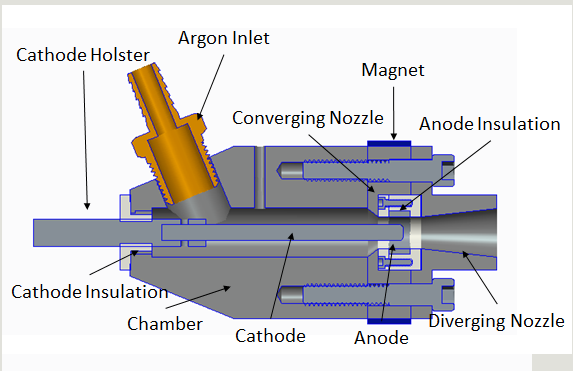 Argon Inlet
Cathode Holster
Magnet
Converging Nozzle
Anode Insulation
Cathode Insulation
Chamber
Cathode
Anode
Diverging Nozzle